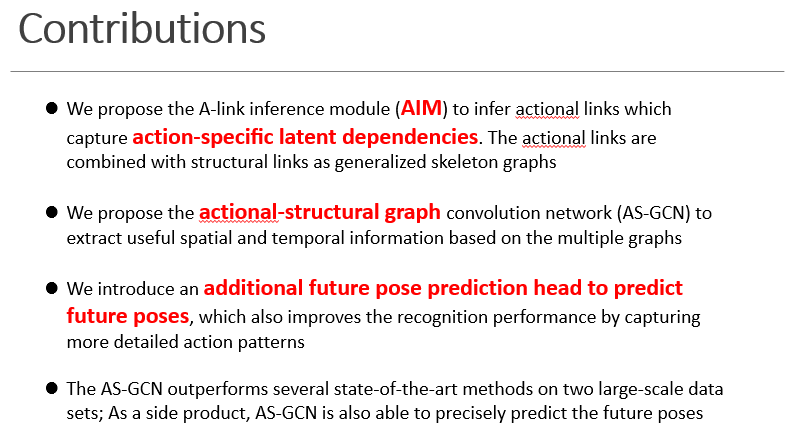 Contributions
● We propose the A-link inference module (AIM) to infer actional links which
capture action-specific latent dependencies. The actional links are
combined with structural links as generalized skeleton graphs
● We propose the actional-structural graph convolution network (AS-GCN) to
extract useful spatial and temporal information based on the multiple graphs
● We introduce an additional future pose prediction head to predict
future poses, which also improves the recognition performance by capturing
more detailed action patterns
● The AS-GCN outperforms several state-of-the-art methods on two large-scale data
sets; As a side product, AS-GCN is also able to precisely predict the future poses